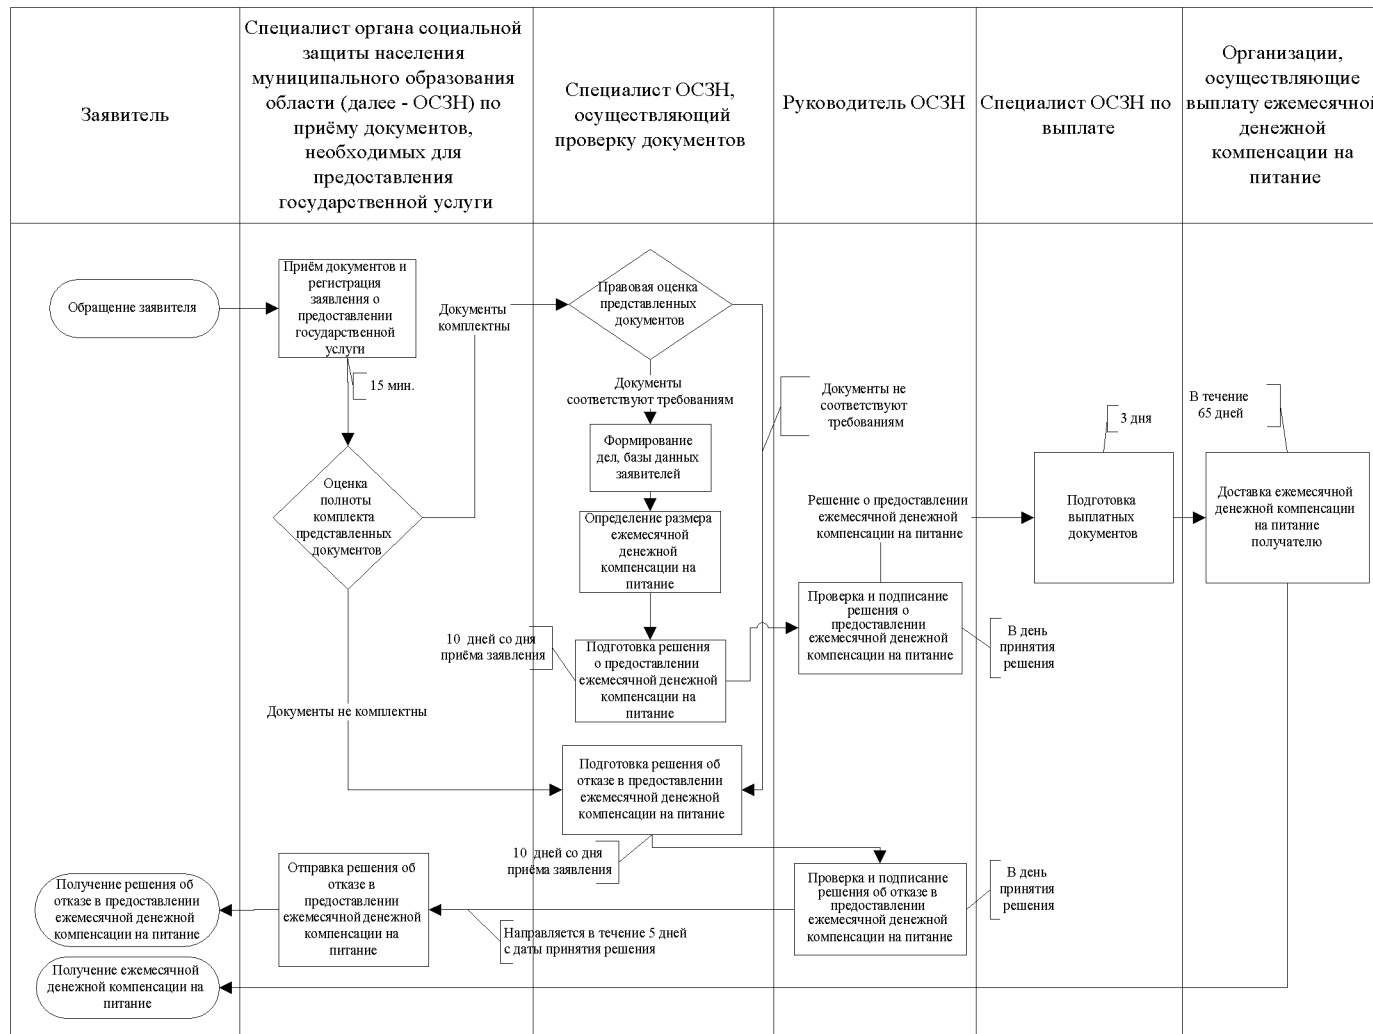 Заявитель
Специалист органа социальной
защиты населения
муниципального образования
области (далее - ОСЗН) по
приёму документов,
необходимых для
предоставления
государственной услуги
Специалист ОСЗН,
осуществляющий
проверку документов
Руководитель ОСЗН
Специалист ОСЗН по
выплате
Организации,
осуществляющие
выплату ежемесячной
денежной
компенсации на
питание
Обращение заявителя
Приём документов и
регистрация
заявления о
предоставлении
государственной
услуги
15 мин.
Документы
комплектны
Оценка
полноты
комплекта
представленных
документов
Документы не комплектны
Правовая оценка
представленных
документов
Документы
соответствуют требованиям
Документы не
соответствуют
требованиям
Формирование
дел, базы данных
заявителей
Определение размера
ежемесячной
денежной
компенсации на
питание
10 дней со дня
приёма заявления
Подготовка решения
о предоставлении
ежемесячной денежной
компенсации на
питание
Решение о предоставлении
ежемесячной денежной
компенсации на питание
Проверка и подписание
решения о
предоставлении
ежемесячной денежной
компенсации на питание
В день
принятия
решения
3 дня
Подготовка
выплатных
документов
В течение
65 дней
Доставка ежемесячной
денежной компенсации
на питание
получателю
Подготовка решения об
отказе в предоставлении
ежемесячной денежной
компенсации на питание
10 дней со дня
приёма заявления
Проверка и подписание
решения об отказе в
предоставлении
ежемесячной денежной
компенсации на питание
В день
принятия
решения
Направляется в течение 5 дней
с даты принятия решения
Отправка решения об
отказе в
предоставлении
ежемесячной денежной
компенсации на
питание
Получение решения об
отказе в предоставлении
ежемесячной денежной
компенсации на питание
Получение ежемесячной
денежной компенсации на
питание